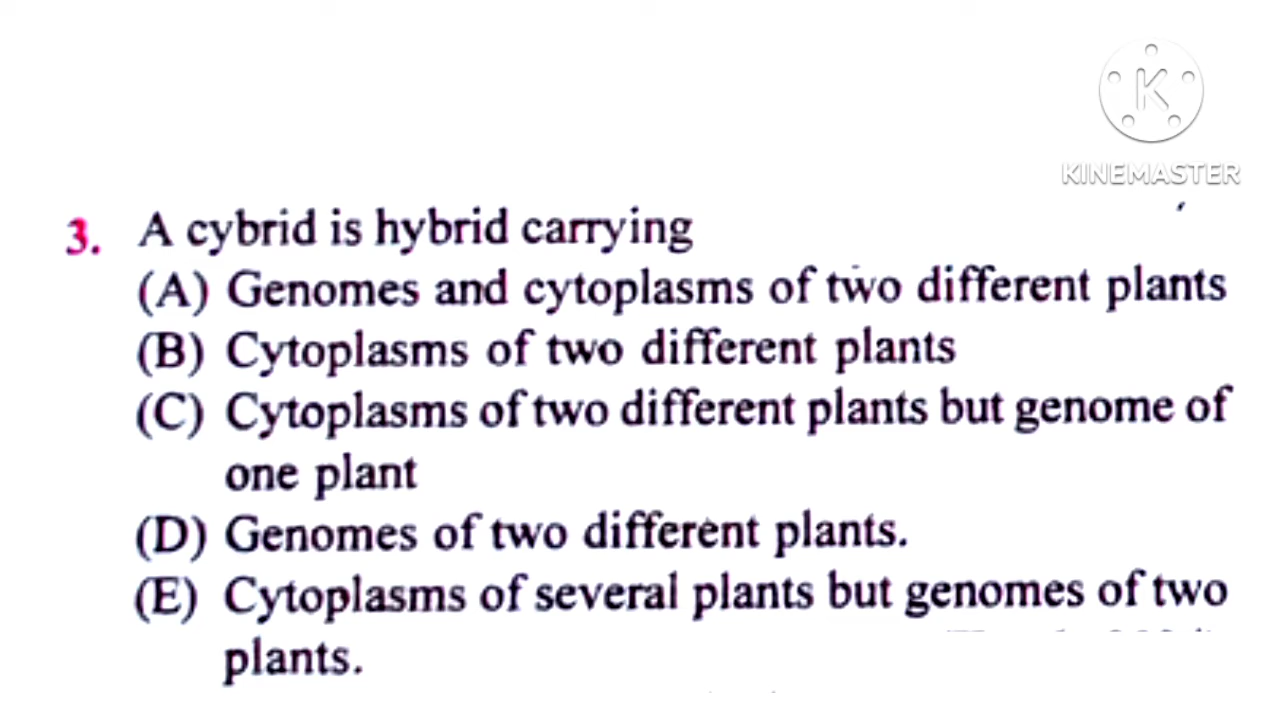 KINEMASTER
3. A cybrid is hybrid carrying
(A) Genomes and cytoplasms of two different plants
(B) Cytoplasms of two different plants
(C) Cytoplasms of two different plants but genome of
one plant
(D) Genomes of two different plants.
(E) Cytoplasms of several plants but genomes of two
plants.